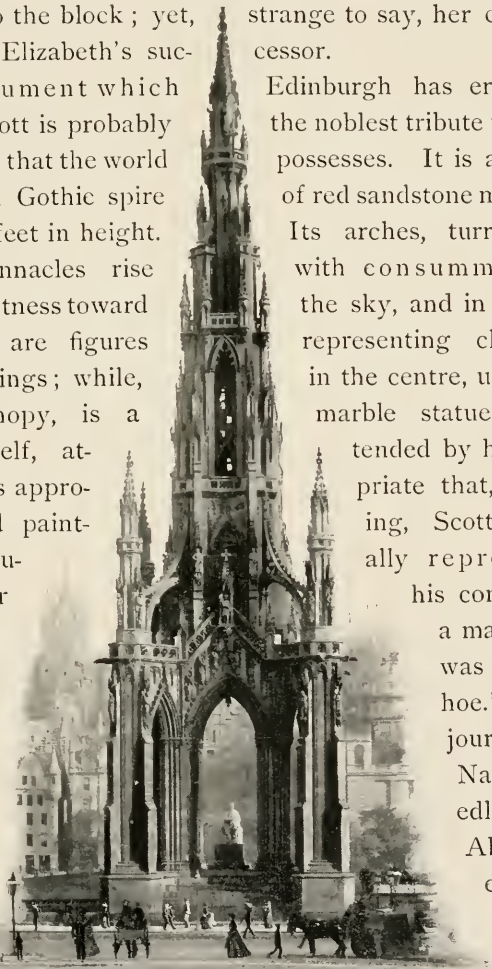 o the block ; yet, strange to say, her c
Elizabeth's suc- cessor.
ument which Edinburgh has er
ott is probably the noblest tribute
that the world possesses. It is a
Gothic spire of red sandstone
feet in height. Its arches, turr
nnacles rise with consumm
tness toward the sky, and in
are figures representing cl
ings ; while, in the centre, u
nopy, is a marble statue
elf, at- tended by h
s appro- priate that,
d paint- ing, Scott
u- ally repr
r his con
a ma
was
hoe.
jour
Na
edl
Al
e